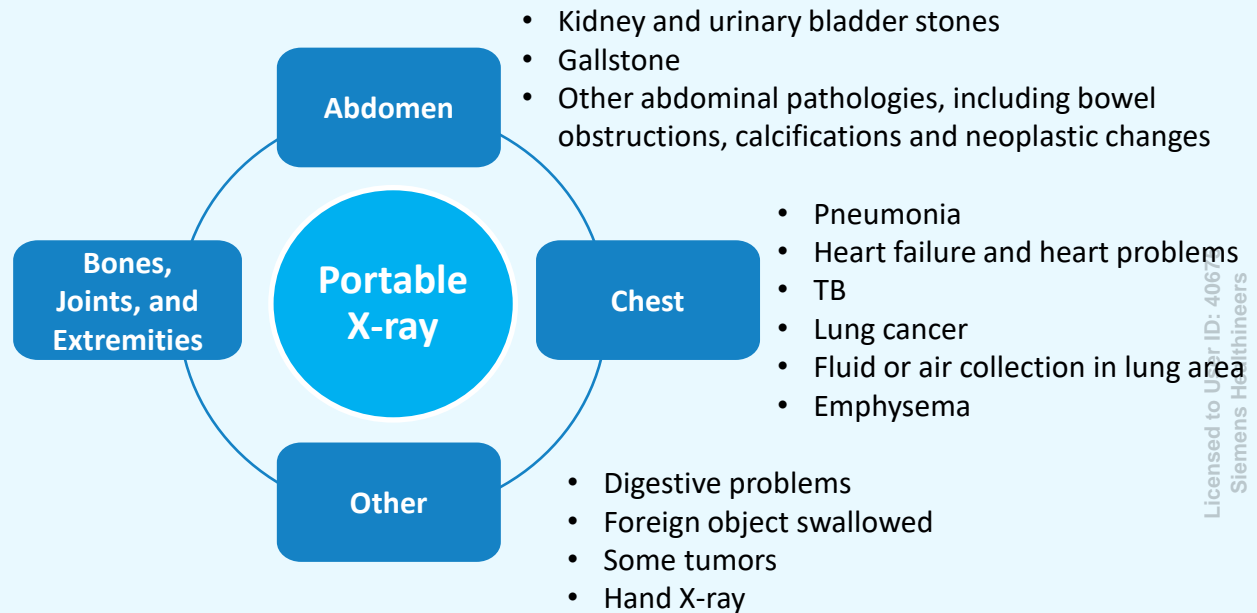 • Kidney and urinary bladder stones
• Gallstone
• Other abdominal pathologies, including bowel
obstructions, calcifications and neoplastic changes
Abdomen
Bones,
Joints, and
Extremities
Portable
X-ray
Chest
• Pneumonia
• Heart failure and heart problems
• TB
• Lung cancer
• Fluid or air collection in lung area
• Emphysema
Other
• Digestive problems
• Foreign object swallowed
• Some tumors
• Hand X-ray
Licensed to User ID:
Siemens Healthineers